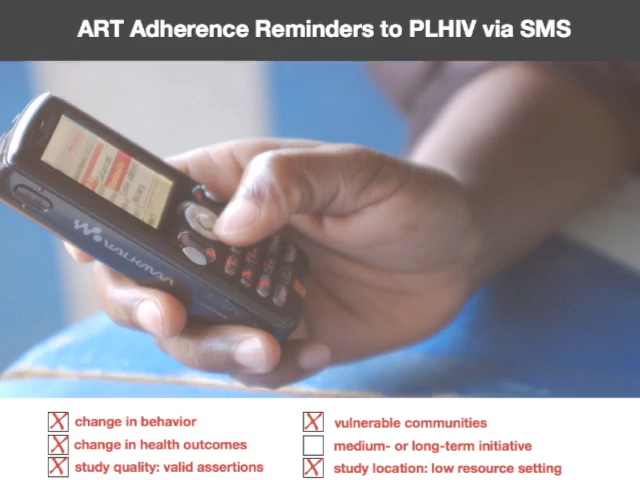 ART Adherence Reminders to PLHIV via SMS
WALKMAN
change in behavior
vulnerable communities
change in health outcomes
medium- or long-term initiative
study quality: valid assertions
study location: low resource setting